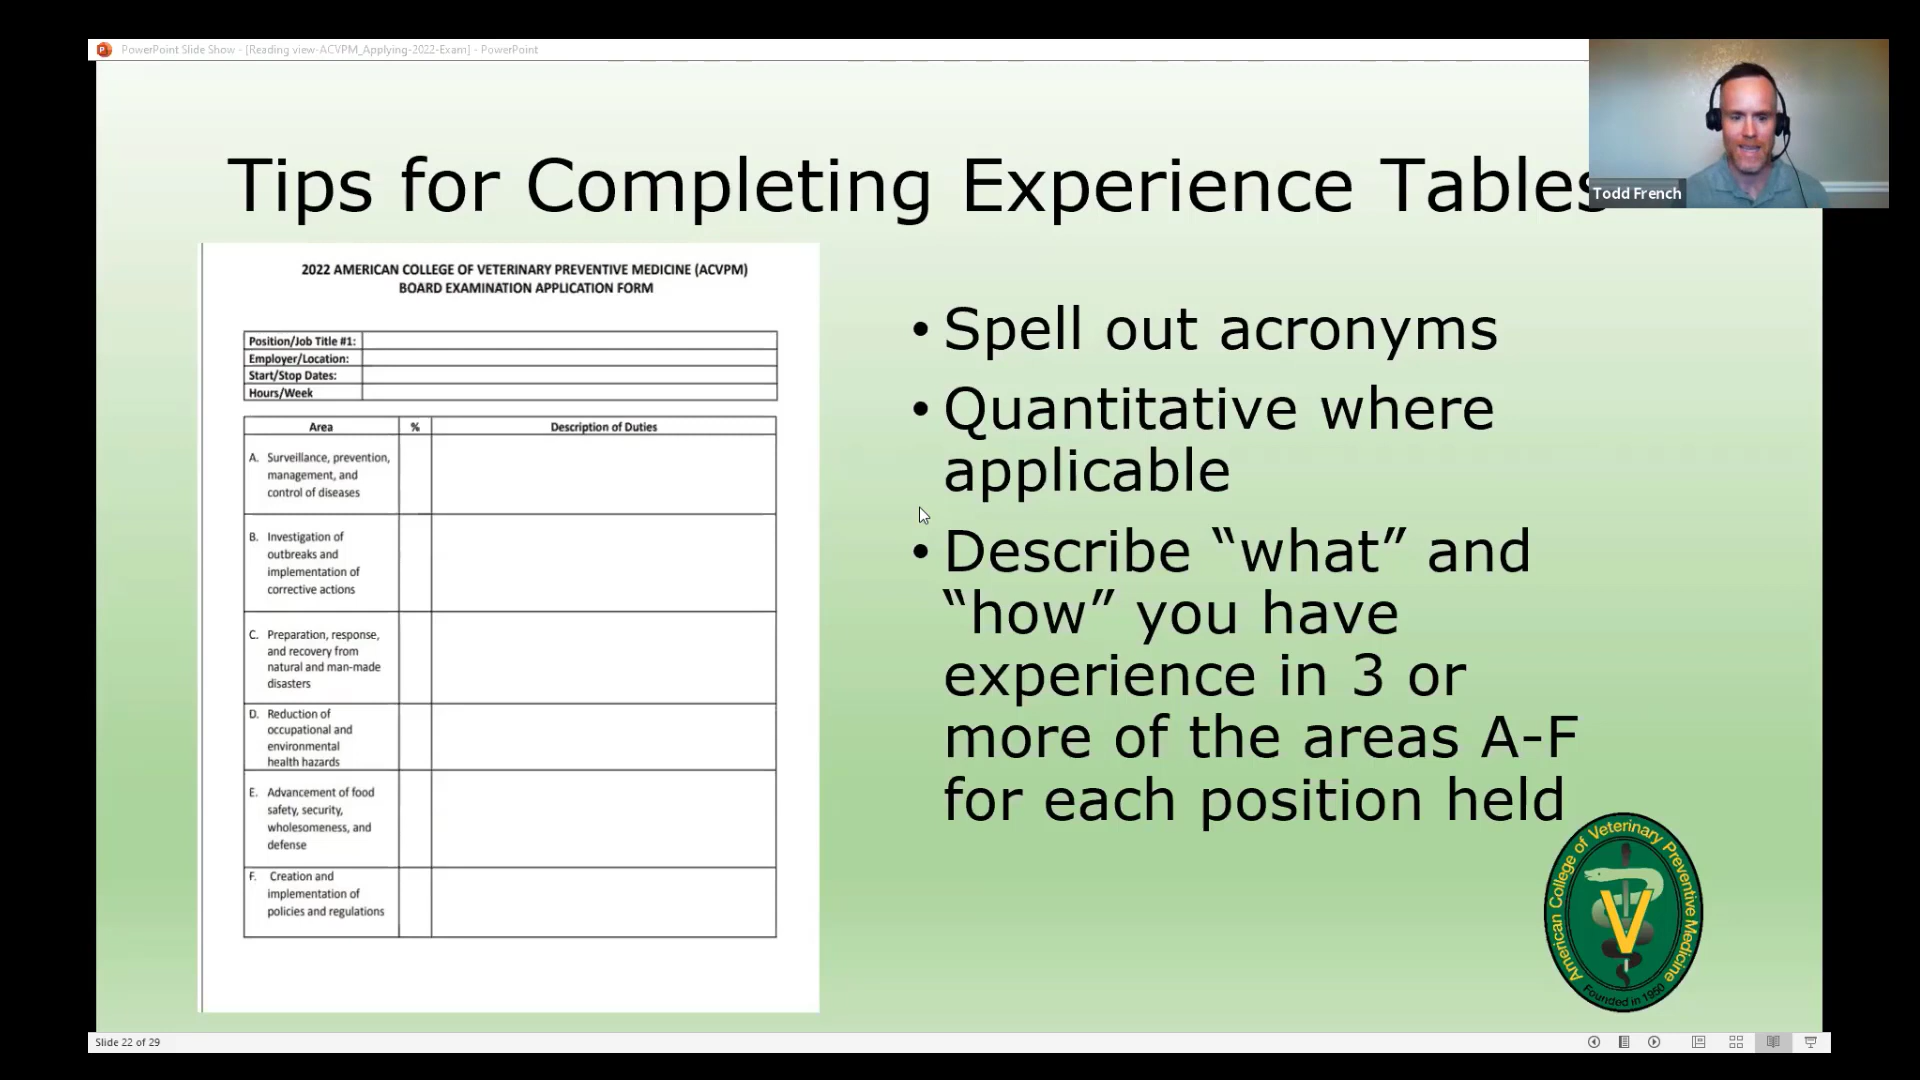 PowerPoint Slide Show - [Reading view-ACVPM_Applying-2022-Exam] - PowerPoint
Todd French
Tips for Completing Experience Tables
2022 AMERICAN COLLEGE OF VETERINARY PREVENTIVE MEDICINE (ACVPM)
BOARD EXAMINATION APPLICATION FORM
Position/Job Title #1:
Employer/Location:
Start/Stop Dates:
Hours/Week
Area % Description of Duties
A. Surveillance, prevention,
management, and
control of diseases
B. Investigation of
outbreaks and
implementation of
corrective actions
C. Preparation, response,
and recovery from
natural and man-made
disasters
D. Reduction of
occupational and
environmental
health hazards
E. Advancement of food
safety, security,
wholesomeness, and
defense
F. Creation and
implementation of
policies and regulations
• Spell out acronyms
• Quantitative where
applicable
• Describe “what” and
“how” you have
experience in 3 or
more of the areas A-F
for each position held
American College of Veterinary Preventive Medicine
V
Founded in 1950
Slide 22 of 29